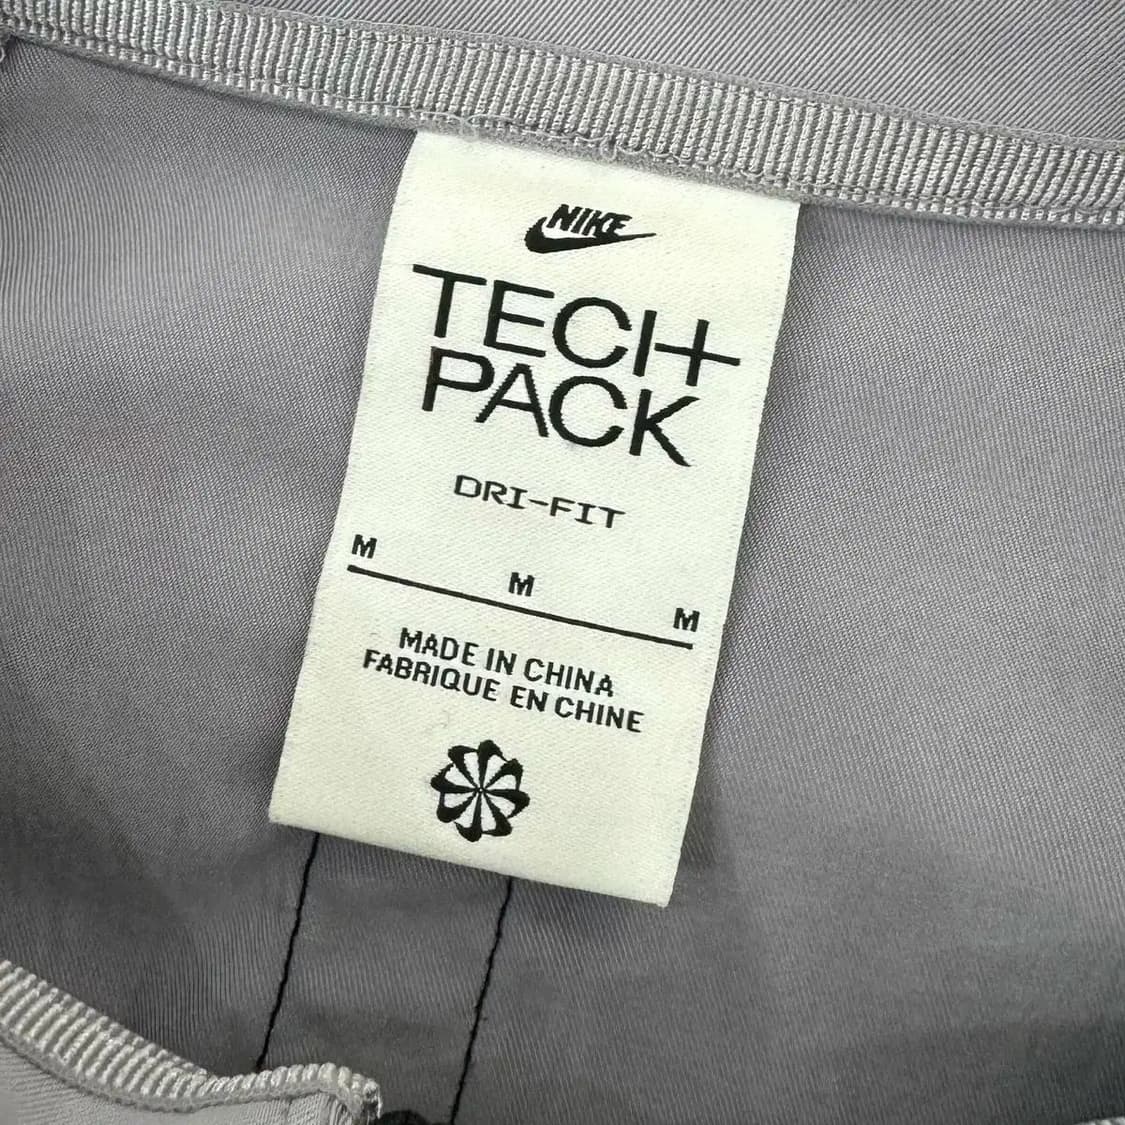 NIKE
TECH
PACK
DRI-FIT
M
M
M
MADE IN CHINA
FABRIQUE EN CHINE